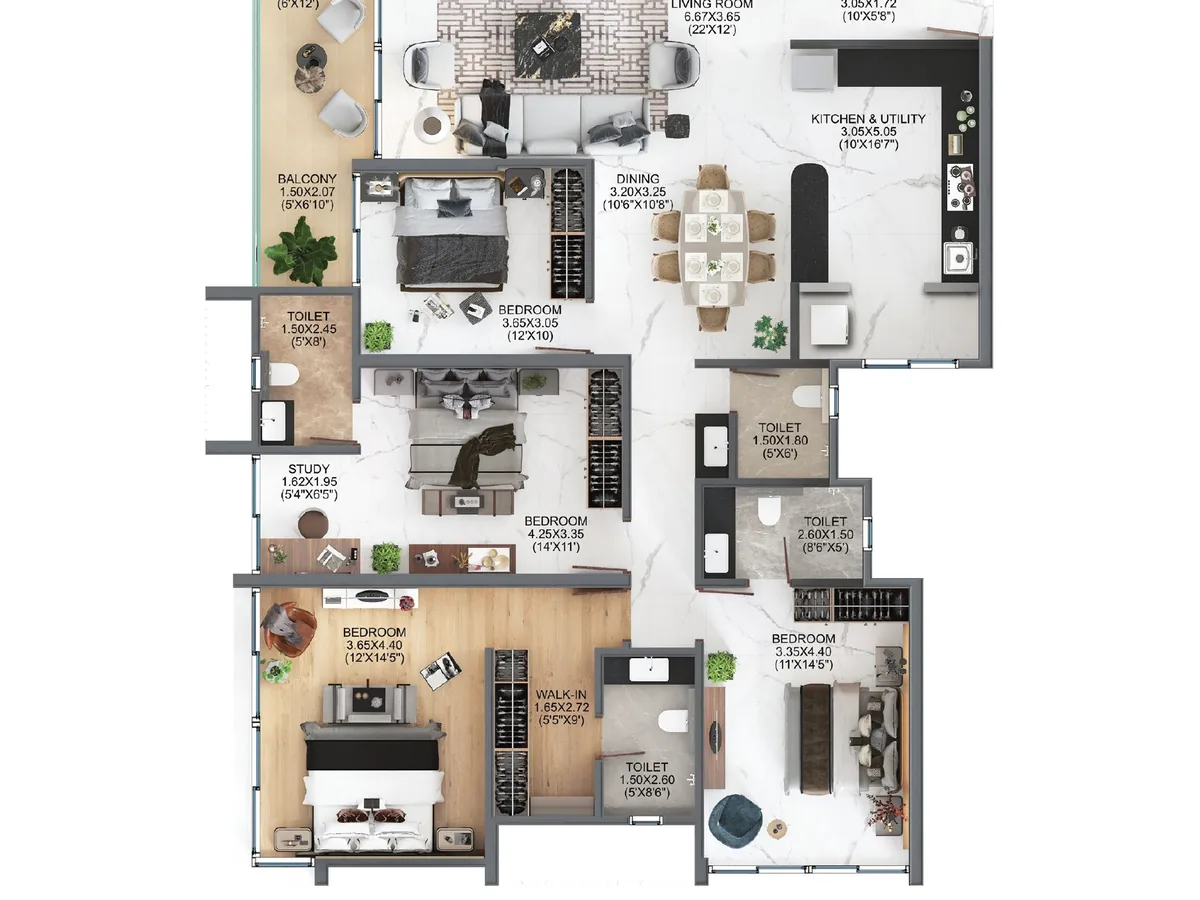 (6'X12')
LIVING ROOM
6.67X3.65
(22'X12')
3.05X1.72
(10'X5'8")
KITCHEN & UTILITY
3.05X5.05
(10'X16'7")
BALCONY
1.50X2.07
(5'X6'10")
DINING
3.20X3.25
(10'6"X10'8")
BEDROOM
3.65X3.05
(12'X10)
TOILET
1.50X2.45
(5'X8')
TOILET
1.50X1.80
(5'X6')
STUDY
1.62X1.95
(5'4"X6'5")
BEDROOM
4.25X3.35
(14'X11')
TOILET
2.60X1.50
(8'6"X5')
BEDROOM
3.65X4.40
(12'X14'5")
BEDROOM
3.35X4.40
(11'X14'5")
WALK-IN
1.65X2.72
(5'5"X9')
TOILET
1.50X2.60
(5'X8'6")